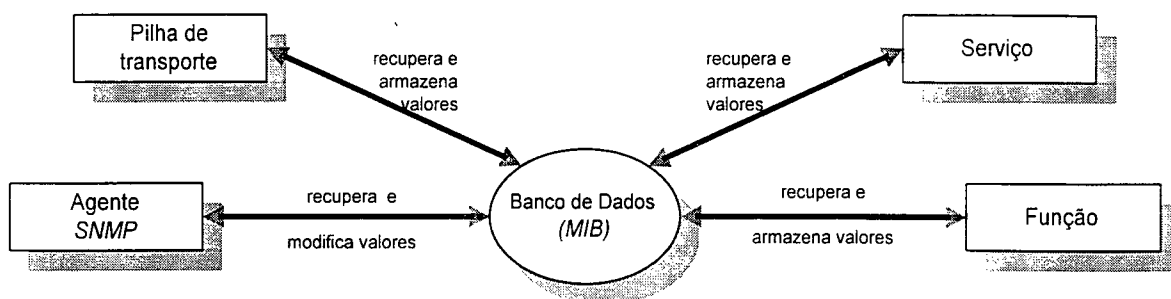 Pilha de
transporte
recupera e
armazena
valores
recupera e
armazena
valores
Serviço
Agente
SNMP
recupera e
modifica valores
Banco de Dados
(MIB)
recupera e
armazena valores
Função